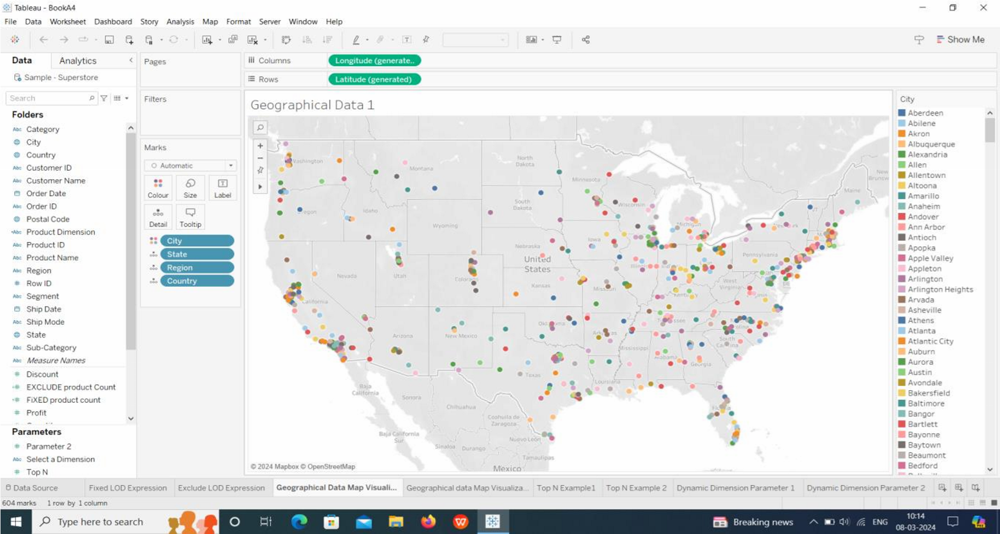 Tableau - BookA4
File Data Worksheet Dashboard Story Analysis Map Format Server Window Help
Show Me
Data Analytics
Pages
Columns Longitude (generate..
Sample - Superstore
Rows Latitude (generated)
Search
Filters
Geographical Data 1
City
Folders
Category
City
Country
Customer ID
Customer Name
Order Date
Order ID
Postal Code
Product Dimension
Product ID
Product Name
Region
Row ID
Segment
Ship Date
Ship Mode
State
Sub-Category
Measure Names
Discount
EXCLUDE product Count
FiXED product count
Profit
Parameters
Parameter 2
Select a Dimension
Top N
Marks
Automatic
Colour Size Label
Detail Tooltip
City
State
Region
Country
Washington
Montana
North
Dakota
Minnesota
Maine
New
South
Dakota
Wisconsin
Idaho
Wyoming
Michigan
Iowa
Nebraska
Pennsylvania
United
States
Nevada
Utah
Colorado
Kansas
West
Virginia
California
Arizona
New Mexico
South
Mississippi
Alabama
Georgia
Texas
Louisiana
Baja
California
Sonora
Chihuahua
Coahuila de
Zaragoza
Baja California
Sur
Nuevo León
Sinaloa
Durango
Tamaulipas
Mexico
© 2024 Mapbox © OpenStreetMap
Aberdeen
Abilene
Akron
Albuquerque
Alexandria
Allen
Allentown
Altoona
Amarillo
Anaheim
Andover
Ann Arbor
Antioch
Apopka
Apple Valley
Appleton
Arlington
Arlington Heights
Arvada
Asheville
Athens
Atlanta
Atlantic City
Auburn
Aurora
Austin
Avondale
Bakersfield
Baltimore
Bangor
Bartlett
Bayonne
Baytown
Beaumont
Bedford
Data Source Fixed LOD Expression Exclude LOD Expression Geographical Data Map Visuali... Geographical data Map Visualiza... Top N Example1 Top N Example 2 Dynamic Dimension Parameter 1 Dynamic Dimension Parameter 2
604 marks 1 row by 1 column
Type here to search
Breaking news
ENG
10:14
08-03-2024